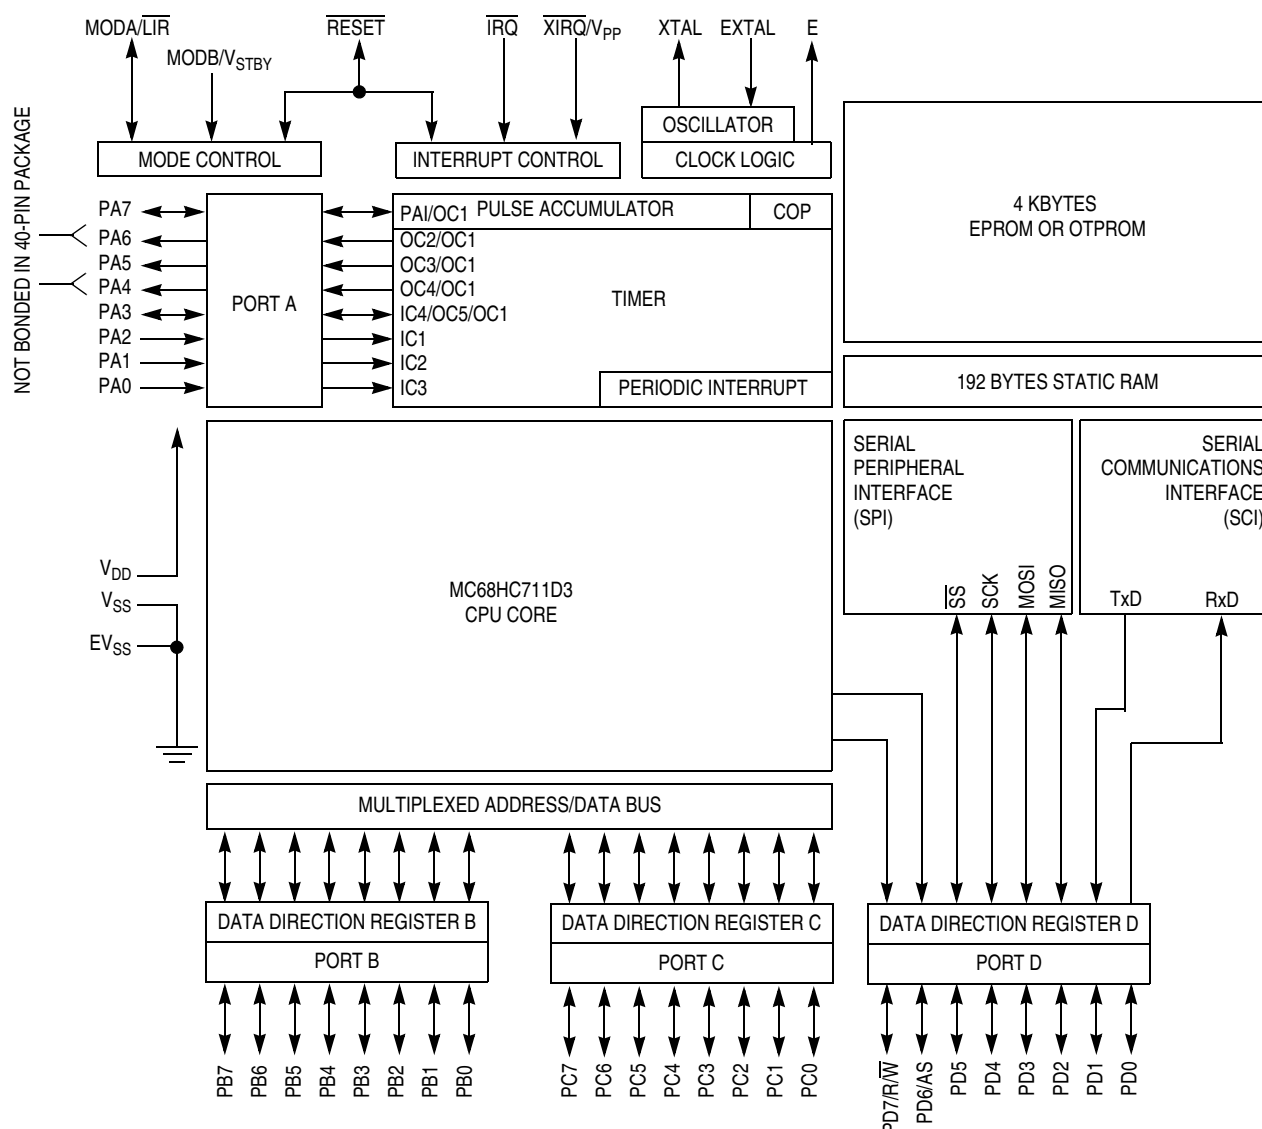 MODA/LIR
MODB/VSTBY
RESET
IRQ
XIRQ/VPP
XTAL
EXTAL
E
MODE CONTROL
INTERRUPT CONTROL
OSCILLATOR
CLOCK LOGIC
4 KBYTES
EPROM OR OTPROM
192 BYTES STATIC RAM
NOT BONDED IN 40-PIN PACKAGE
PA7
PA6
PA5
PA4
PA3
PA2
PA1
PA0
PORT A
PAI/OC1
PULSE ACCUMULATOR
COP
OC2/OC1
OC3/OC1
OC4/OC1
IC4/OC5/OC1
IC1
IC2
IC3
TIMER
PERIODIC INTERRUPT
VDD
VSS
EVSS
MC68HC711D3
CPU CORE
SERIAL
PERIPHERAL
INTERFACE
(SPI)
SS
SCK
MOSI
MISO
SERIAL
COMMUNICATIONS
INTERFACE
(SCI)
TxD
RxD
MULTIPLEXED ADDRESS/DATA BUS
DATA DIRECTION REGISTER B
PORT B
DATA DIRECTION REGISTER C
PORT C
DATA DIRECTION REGISTER D
PORT D
PB7
PB6
PB5
PB4
PB3
PB2
PB1
PB0
PC7
PC6
PC5
PC4
PC3
PC2
PC1
PC0
PD7/R/W
PD6/AS
PD5
PD4
PD3
PD2
PD1
PD0